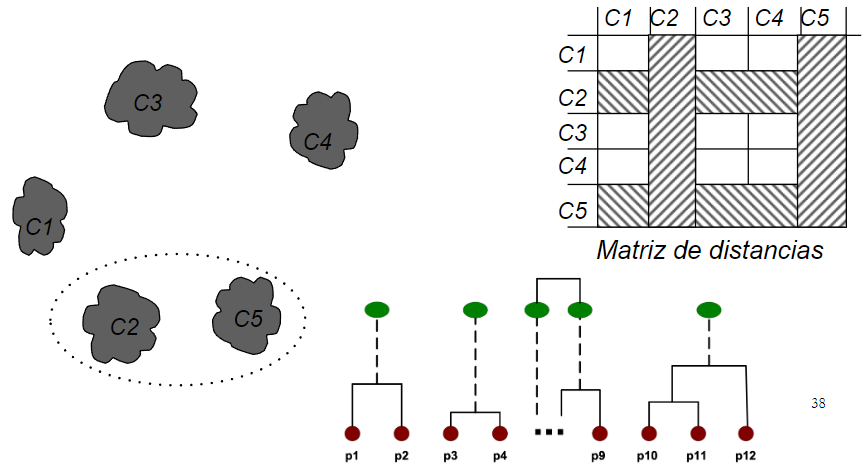 C1 C2 C3 C4 C5
C1
C2
C3
C4
C5
Matriz de distancias
C3
C4
C1
C2
C5
p1 p2 p3 p4 ... p9 p10 p11 p12
38